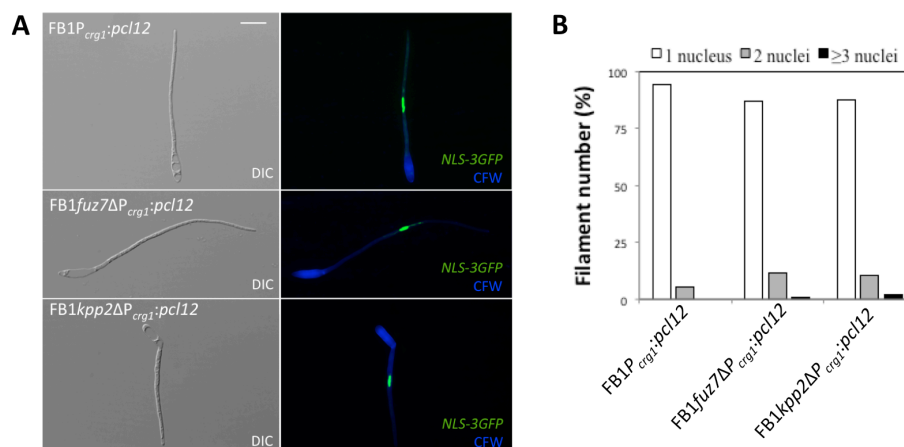 A
FB1P crg1:pcl12
DIC
NLS-3GFP
CFW
FB1fuz7ΔP crg1:pcl12
DIC
NLS-3GFP
CFW
FB1kpp2ΔP crg1:pcl12
DIC
NLS-3GFP
CFW
B
1 nucleus 2 nuclei ≥3 nuclei
Filament number (%)
100
75
50
25
0
FB1P crg1:pcl12
FB1fuz7ΔP crg1:pcl12
FB1kpp2ΔP crg1:pcl12